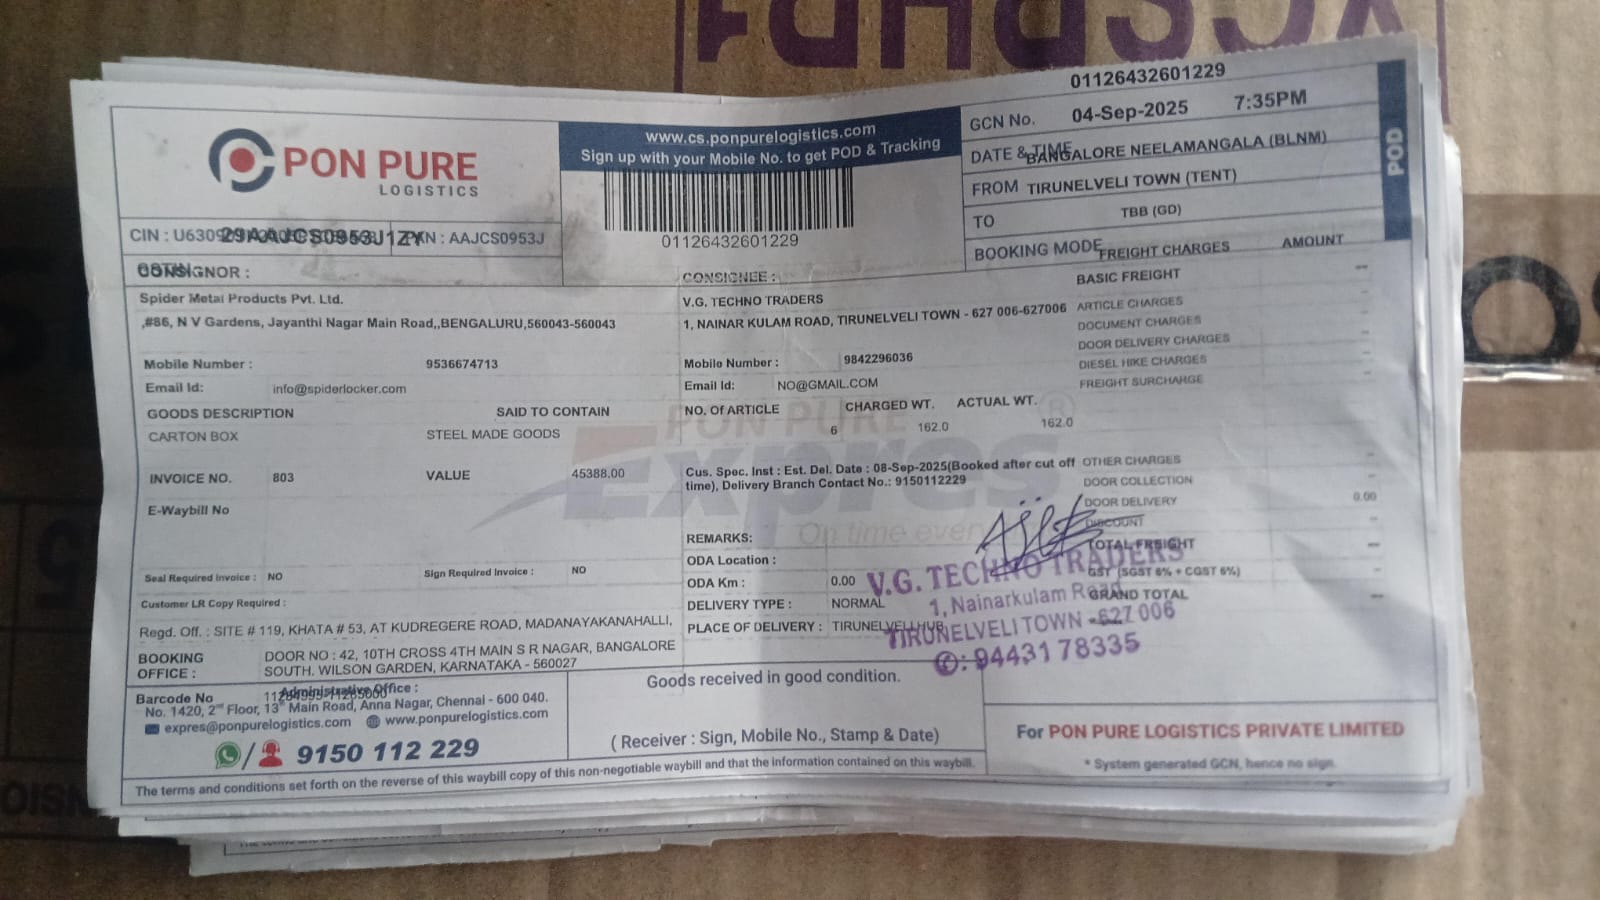 PON PURE
LOGISTICS
www.cs.ponpurelogistics.com
Sign up with your Mobile No. to get POD & Tracking
01126432601229
01126432601229
GCN No.
04-Sep-2025 7:35PM
DATE & TIME
BANGALORE NEELAMANGALA (BLNM)
FROM TIRUNELVELI TOWN (TENT)
TO TBB (GD)
BOOKING MODE
POD
CIN : U6309
29AAJCS0953J1ZY
PAN : AAJCS0953J
GSTIN
CONSIGNOR :
Spider Metal Products Pvt. Ltd.
,#86, N V Gardens, Jayanthi Nagar Main Road,,BENGALURU,560043-560043
Mobile Number : 9536674713
Email Id: info@spiderlocker.com
GOODS DESCRIPTION SAID TO CONTAIN
CARTON BOX STEEL MADE GOODS
INVOICE NO. 803 VALUE 45388.00
E-Waybill No
Seal Required Invoice : NO Sign Required Invoice : NO
Customer LR Copy Required :
Regd. Off. : SITE # 119, KHATA # 53, AT KUDREGERE ROAD, MADANAYAKANAHALLI,
BOOKING OFFICE : DOOR NO : 42, 10TH CROSS 4TH MAIN S R NAGAR, BANGALORE
SOUTH. WILSON GARDEN, KARNATAKA - 560027
CONSIGNEE :
V.G. TECHNO TRADERS
1, NAINAR KULAM ROAD, TIRUNELVELI TOWN - 627 006-627006
Mobile Number : 9842296036
Email Id: NO@GMAIL.COM
NO. Of ARTICLE CHARGED WT. ACTUAL WT.
6 162.0 162.0
PON PURE
Expres
On time ever
Cus. Spec. Inst : Est. Del. Date : 08-Sep-2025(Booked after cut off
time), Delivery Branch Contact No.: 9150112229
REMARKS:
ODA Location :
ODA Km : 0.00
DELIVERY TYPE : NORMAL
PLACE OF DELIVERY : TIRUNELVELI HUB
FREIGHT CHARGES AMOUNT
BASIC FREIGHT --
ARTICLE CHARGES
DOCUMENT CHARGES
DOOR DELIVERY CHARGES
DIESEL HIKE CHARGES
FREIGHT SURCHARGE
OTHER CHARGES
DOOR COLLECTION
DOOR DELIVERY 0.00
DISCOUNT
TOTAL FREIGHT
GST (SGST 6% + CGST 6%)
GRAND TOTAL
V.G. TECHNO TRADERS
1, Nainarkulam Road
TIRUNELVELI TOWN - 627 006
✆: 94431 78335
Barcode No
Administrative Office :
No. 1420, 2nd Floor, 13th Main Road, Anna Nagar, Chennai - 600 040.
expres@ponpurelogistics.com www.ponpurelogistics.com
9150 112 229
Goods received in good condition.
( Receiver : Sign, Mobile No., Stamp & Date)
For PON PURE LOGISTICS PRIVATE LIMITED
* System generated GCN, hence no sign.
The terms and conditions set forth on the reverse of this waybill copy of this non-negotiable waybill and that the information contained on this waybill.